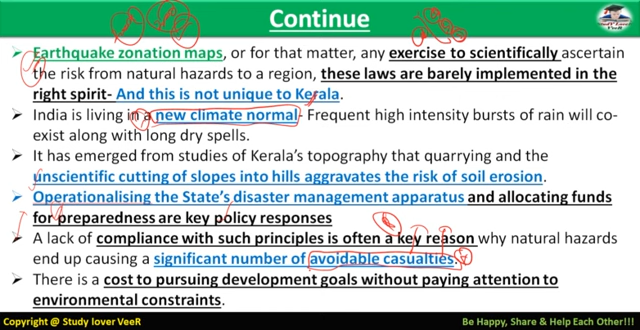 Continue
Study Lover
VeeR
➢ Earthquake zonation maps, or for that matter, any exercise to scientifically ascertain
the risk from natural hazards to a region, these laws are barely implemented in the
right spirit- And this is not unique to Kerala.
➢ India is living in a new climate normal- Frequent high intensity bursts of rain will co-
exist along with long dry spells.
➢ It has emerged from studies of Kerala's topography that quarrying and the
unscientific cutting of slopes into hills aggravates the risk of soil erosion.
➢ Operationalising the State's disaster management apparatus and allocating funds
for preparedness are key policy responses
➢ A lack of compliance with such principles is often a key reason why natural hazards
end up causing a significant number of avoidable casualties.
➢ There is a cost to pursuing development goals without paying attention to
environmental constraints.
Copyright @ Study lover VeeR
Be Happy, Share & Help Each Other!!!